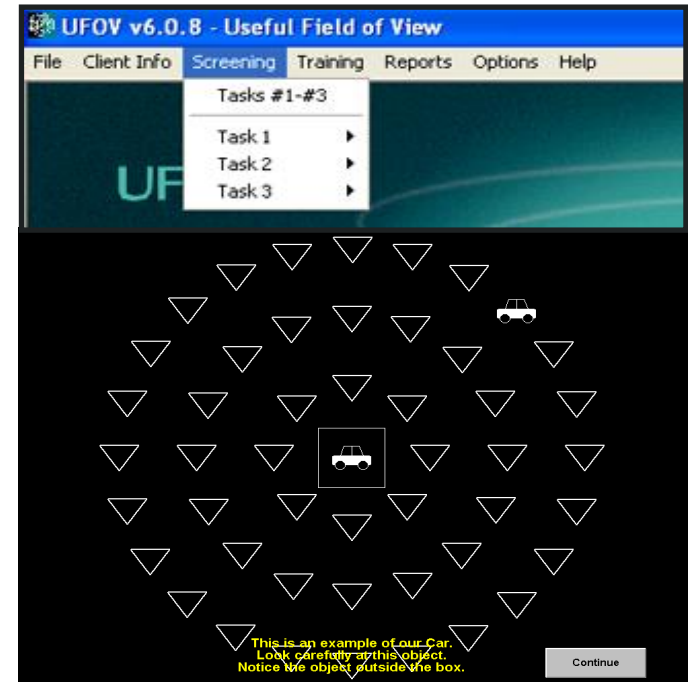 UFOV v6.0.8 - Useful Field of View
File Client Info Screening Training Reports Options Help
Tasks #1-#3
Task 1
Task 2
Task 3
UF
This is an example of our Car.
Look carefully at this object.
Notice the object outside the box.
Continue